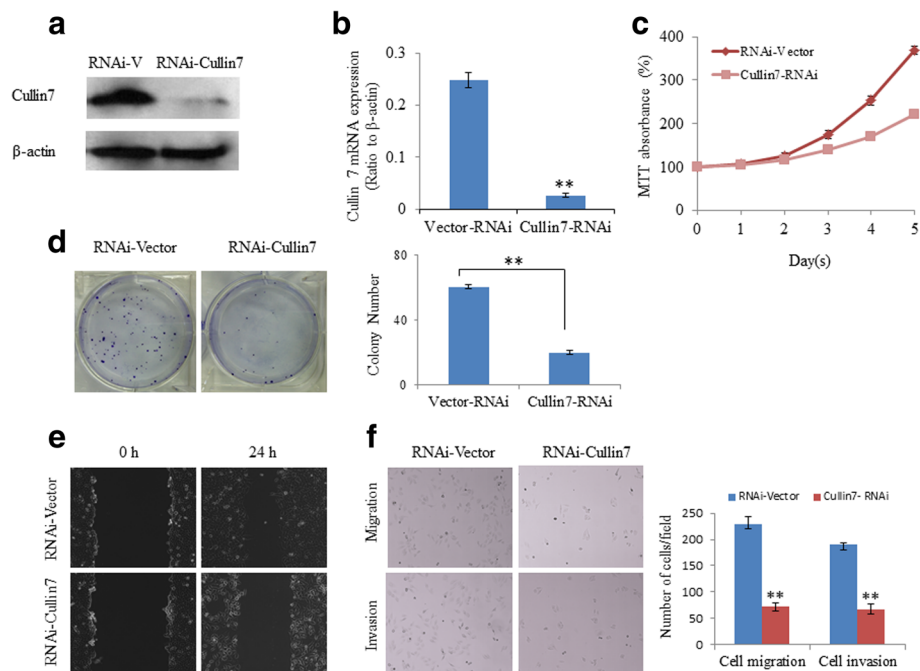 a
RNAi-V RNAi-Cullin7
Cullin7
β-actin
b
Cullin 7 mRNA expression
(Ratio to β-actin)
0.3
0.2
0.1
0
**
Vector-RNAi Cullin7-RNAi
c
MTT absorbance (%)
400
300
200
100
0
RNAi-Vector
Cullin7-RNAi
0 1 2 3 4 5
Day(s)
d
RNAi-Vector RNAi-Cullin7
Colony Number
80
60
40
20
0
**
Vector-RNAi Cullin7-RNAi
e
0 h 24 h
RNAi-Vector
RNAi-Cullin7
f
RNAi-Vector RNAi-Cullin7
Migration
Invasion
RNAi-Vector Cullin7- RNAi
Number of cells/field
250
200
150
100
50
0
** **
Cell migration Cell invasion